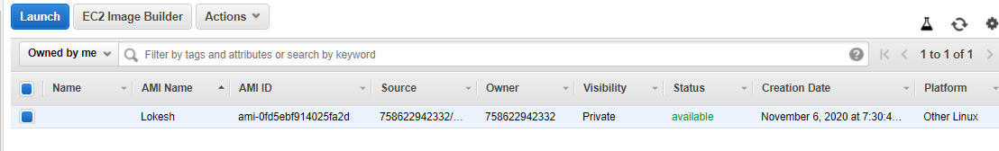 Launch EC2 Image Builder Actions
Owned by me Filter by tags and attributes or search by keyword ? 1 to 1 of 1
Name AMI Name AMI ID Source Owner Visibility Status Creation Date Platform
Lokesh ami-0fd5ebf914025fa2d 758622942332/... 758622942332 Private available November 6, 2020 at 7:30:4... Other Linux